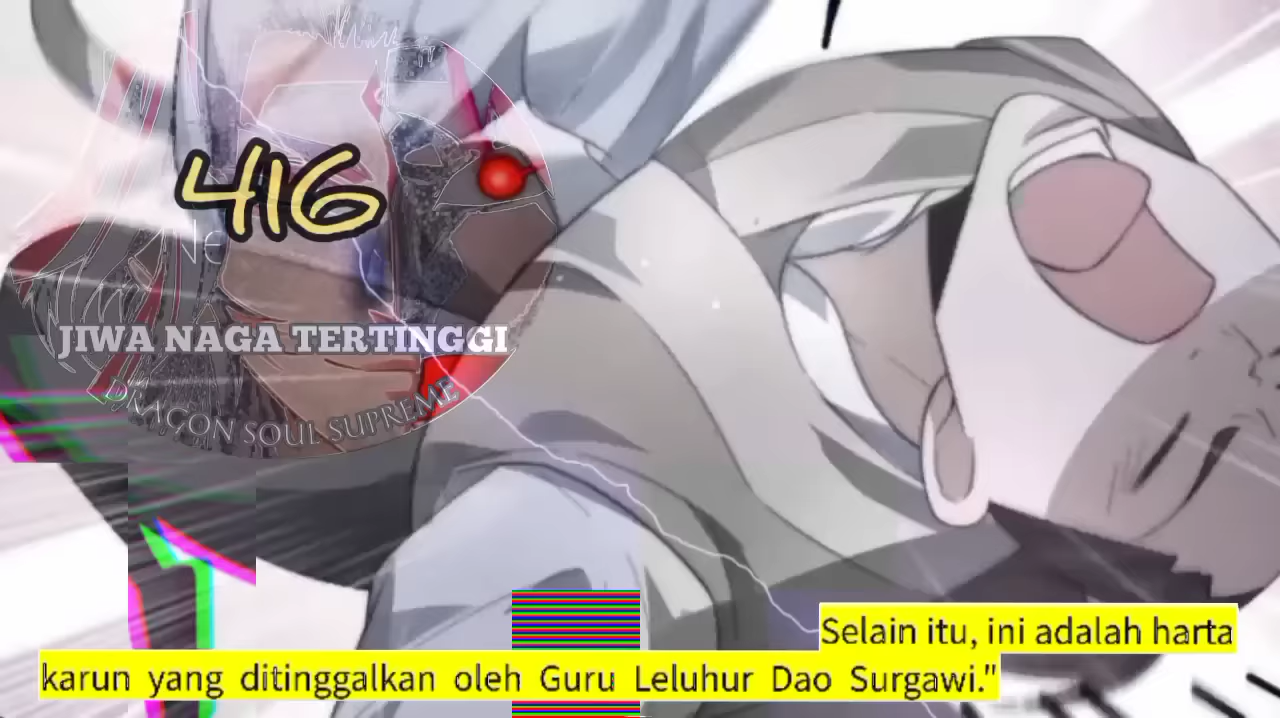 416
JIWA NAGA TERTINGGI
DRAGON SOUL SUPREME
Selain itu, ini adalah harta
karun yang ditinggalkan oleh Guru Leluhur Dao Surgawi."